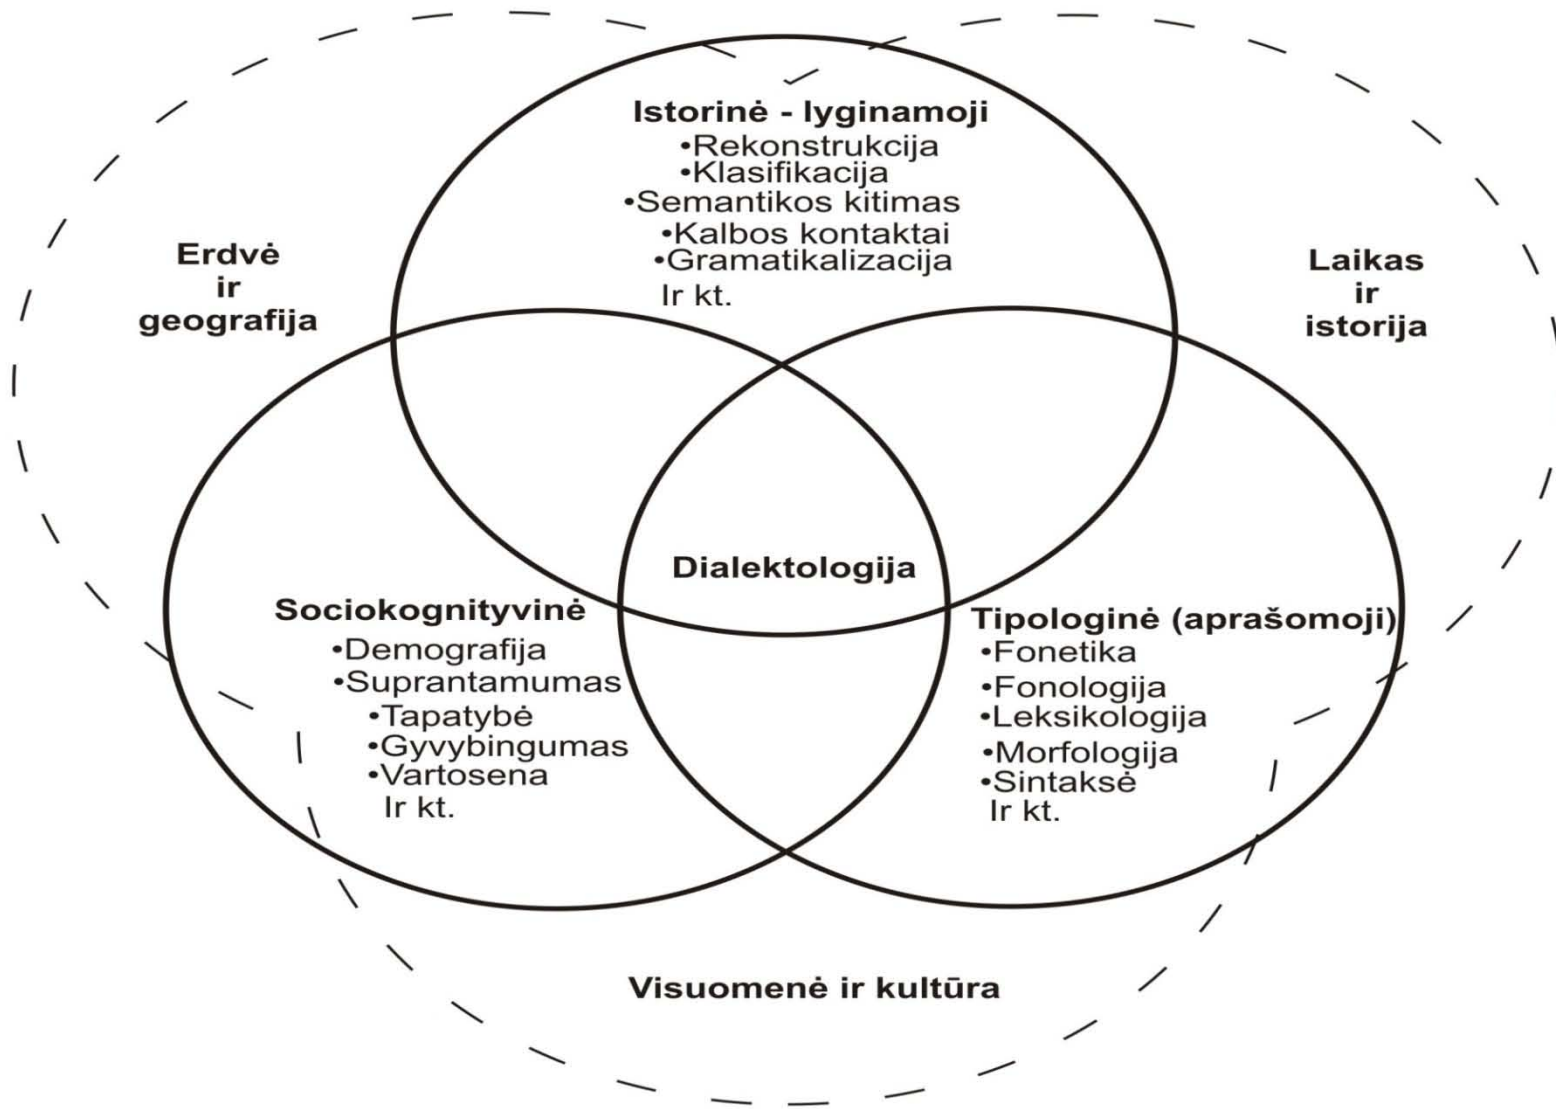 Istorinė - lyginamoji
•Rekonstrukcija
•Klasifikacija
•Semantikos kitimas
•Kalbos kontaktai
•Gramatikalizacija
Ir kt.
Erdvė
ir
geografija
Laikas
ir
istorija
Dialektologija
Sociokognityvinė
•Demografija
•Suprantamumas
•Tapatybė
•Gyvybingumas
•Vartosena
Ir kt.
Tipologinė (aprašomoji)
•Fonetika
•Fonologija
•Leksikologija
•Morfologija
•Sintaksė
Ir kt.
Visuomenė ir kultūra